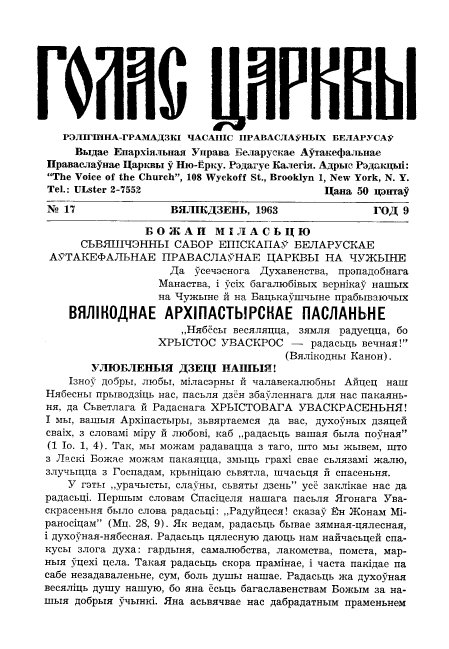 ГОЛАС ЦАРКВЫ
РЭЛІГІЙНА-ГРАМАДЗКІ ЧАСАПІС ПРАВАСЛАЎНЫХ БЕЛАРУСАЎ
Выдае Епархіяльная Управа Беларускае Аўтакефальнае
Праваслаўнае Царквы ў Ню-Ёрку. Рэдагуе Калегія. Адрыс Рэдакцыі:
"The Voice of the Church", 108 Wyckoff St., Brooklyn 1, New York, N. Y.
Tel.: ULster 2-7552 Цана 50 цэнтаў
№ 17 ВЯЛІКДЗЕНЬ, 1963 ГОД 9
БОЖАЙ МІЛАСЬЦЮ
СЬВЯШЧЭННЫ САБОР ЕПІСКАПАЎ БЕЛАРУСКАЕ
АЎТАКЕФАЛЬНАЕ ПРАВАСЛАЎНАЕ ЦАРКВЫ НА ЧУЖЫНЕ
Да ўсечэснога Духавенства, прападобнага
Манаства, і ўсіх багалюбівых вернікаў нашых
на Чужыне й на Бацькаўшчыне прабываючых
ВЯЛІКОДНАЕ АРХІПАСТЫРСКАЕ ПАСЛАНЬНЕ
„Нябёсы весяляцца, зямля радуецца, бо
ХРЫСТОС УВАСКРОС — радасьць вечная!"
(Вялікодны Канон).
УЛЮБЛЕНЫЯ ДЗЕЦІ НАШЫЯ!
Ізноў добры, любы, міласэрны й чалавекалюбны Айцец наш
Нябесны прыводзіць нас, пасьля дзён збаўленнага для нас пакаянь-
ня, да Сьветлага й Радаснага ХРЫСТОВАГА УВАСКРАСЕНЬНЯ!
І мы, вашыя Архіпастыры, зьвяртаемся да вас, духоўных дзяцей
сваіх, з словамі міру й любові, каб „радасьць вашая была поўная"
(1 Іо. 1, 4). Так, мы можам радавацца з таго, што мы жывем, што
з Ласкі Божае можам пакаяцца, змыць грахі свае сьлязамі жалю,
злучыцца з Госпадам, крыніцаю сьвятла, шчасьця й спасеньня.
У гэты „урачысты, слаўны, сьвяты дзень" усё заклікае нас да
радасьці. Першым словам Спасіцеля нашага пасьля Ягонага Ува-
скрасеньня было слова радасьці: „Радуйцеся! сказаў Ён Жонам Мі-
раносіцам" (Мц. 28, 9). Як ведам, радасьць бывае зямная-цялесная,
і духоўная-нябесная. Радасьць цялесную даюць нам найчасьцей спа-
кусы злога духа: гардыня, самалюбства, лакомства, помста, мар-
ныя ўцехі цела. Такая радасьць скора прамінае, і часта пакідае па
сабе незадаваленьне, сум, боль душы нашае. Радасьць жа духоўная
весяліць душу нашую, бо яна ёсьць багаславенствам Божым за на-
шыя добрыя ўчынкі. Яна асьвячвае нас дабрадатным праменьнем